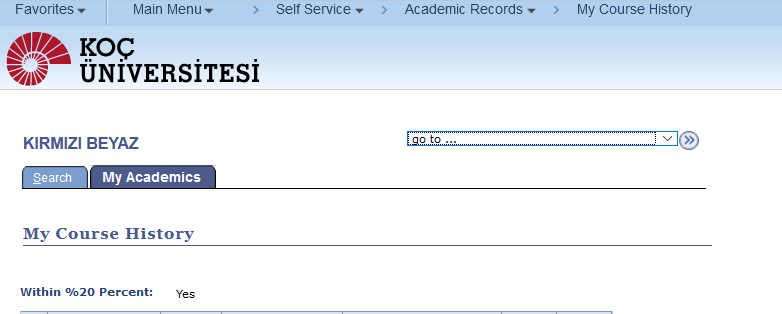 Favorites Main Menu > Self Service > Academic Records > My Course History
KOÇ
ÜNİVERSİTESİ
KIRMIZI BEYAZ
go to ...
Search My Academics
My Course History
Within %20 Percent: Yes